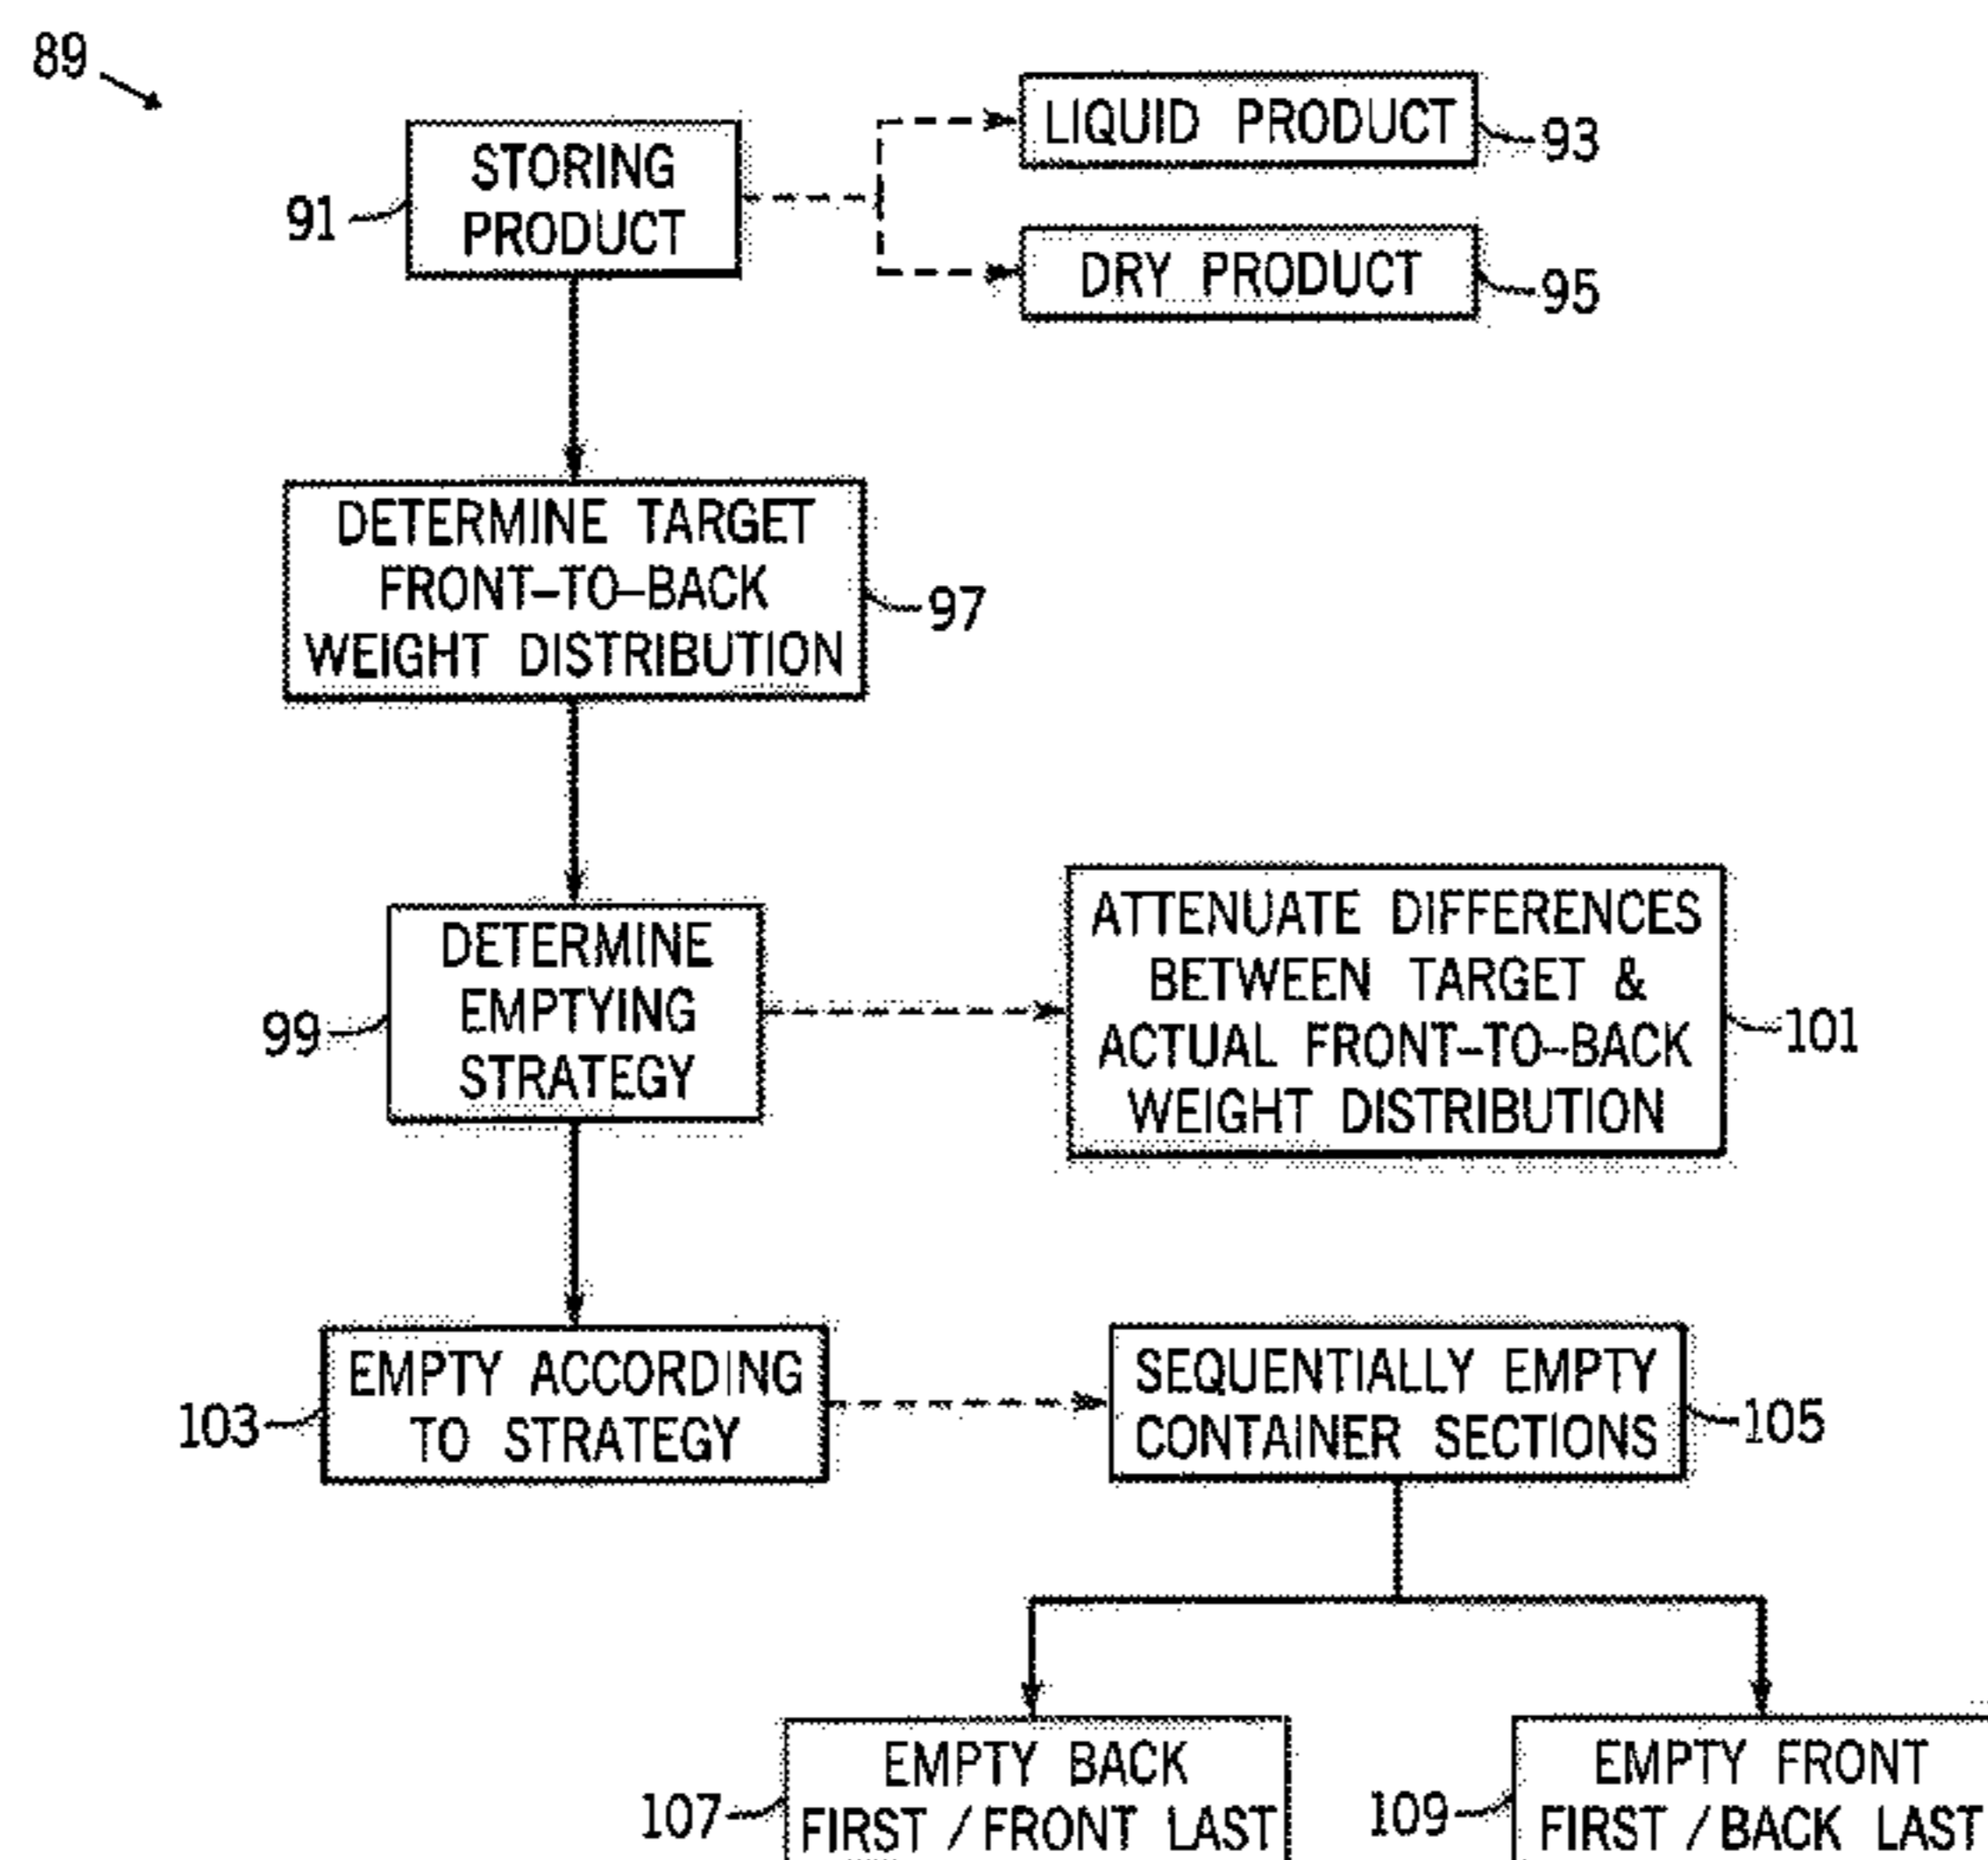 89
STORING
PRODUCT
91
LIQUID PRODUCT
93
DRY PRODUCT
95
DETERMINE TARGET
FRONT-TO-BACK
WEIGHT DISTRIBUTION
97
DETERMINE
EMPTYING
STRATEGY
99
ATTENUATE DIFFERENCES
BETWEEN TARGET &
ACTUAL FRONT-TO-BACK
WEIGHT DISTRIBUTION
101
EMPTY ACCORDING
TO STRATEGY
103
SEQUENTIALLY EMPTY
CONTAINER SECTIONS
105
EMPTY BACK
FIRST / FRONT LAST
107
EMPTY FRONT
FIRST / BACK LAST
109